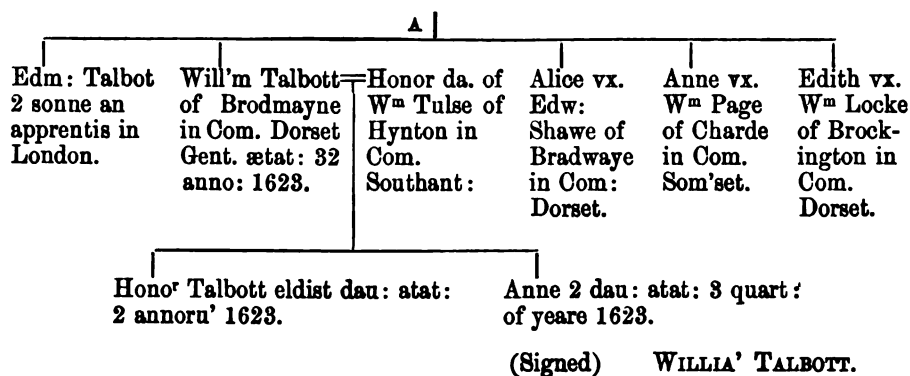 A
Edm: Talbot
2 sonne an
apprentis in
London.
Will'm Talbott
of Brodmayne
in Com. Dorset
Gent. ætat: 32
anno: 1623.
Honor da. of
Wm Tulse of
Hynton in
Com.
Southant:
Alice vx.
Edw:
Shawe of
Bradwaye
in Com:
Dorset.
Anne vx.
Wm Page
of Charde
in Com.
Som'set.
Edith vx.
Wm Locke
of Brock-
ington in
Com.
Dorset.
Honor Talbott eldist dau: atat:
2 annoru' 1623.
Anne 2 dau: atat: 3 quart:
of yeare 1623.
(Signed) WILLIA' TALBOTT.